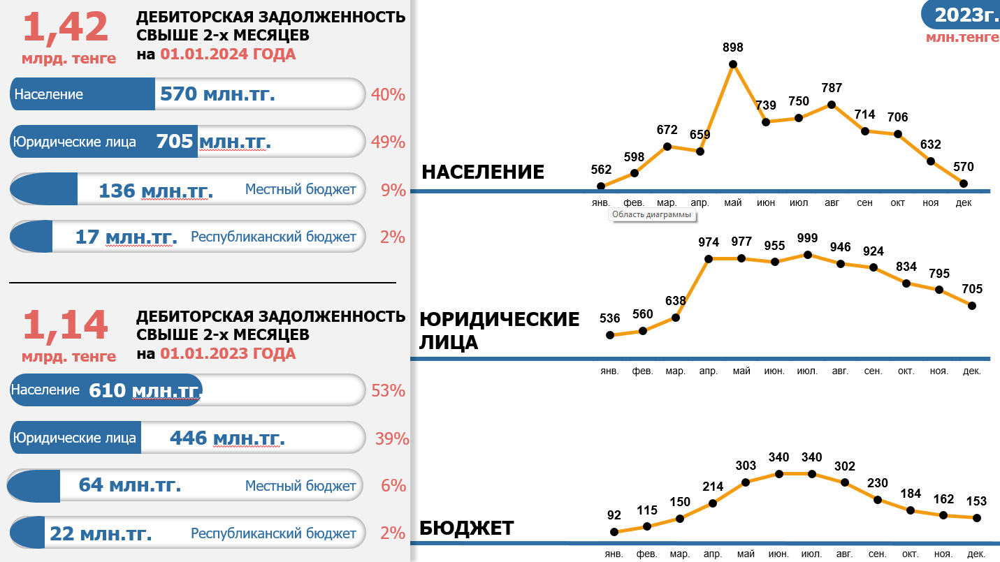 1,42
млрд. тенге
ДЕБИТОРСКАЯ ЗАДОЛЖЕННОСТЬ
СВЫШЕ 2-х МЕСЯЦЕВ
на 01.01.2024 ГОДА
Население 570 млн.тг. 40%
Юридические лица 705 млн.тг. 49%
136 млн.тг. Местный бюджет 9%
17 млн.тг. Республиканский бюджет 2%
1,14
млрд. тенге
ДЕБИТОРСКАЯ ЗАДОЛЖЕННОСТЬ
СВЫШЕ 2-х МЕСЯЦЕВ
на 01.01.2023 ГОДА
Население 610 млн.тг. 53%
Юридические лица 446 млн.тг. 39%
64 млн.тг. Местный бюджет 6%
22 млн.тг. Республиканский бюджет 2%
2023г.
млн.тенге
НАСЕЛЕНИЕ
562 598 672 659 898 739 750 787 714 706 632 570
янв. фев. мар. апр. май июн июл авг сен окт ноя дек
Область диаграммы
ЮРИДИЧЕСКИЕ
ЛИЦА
536 560 638 974 977 955 999 946 924 834 795 705
янв. фев. мар. апр. май июн. июл. авг. сен. окт. ноя. дек.
БЮДЖЕТ
92 115 150 214 303 340 340 302 230 184 162 153
янв. фев. мар. апр. май июн. июл. авг. сен. окт. ноя. дек.